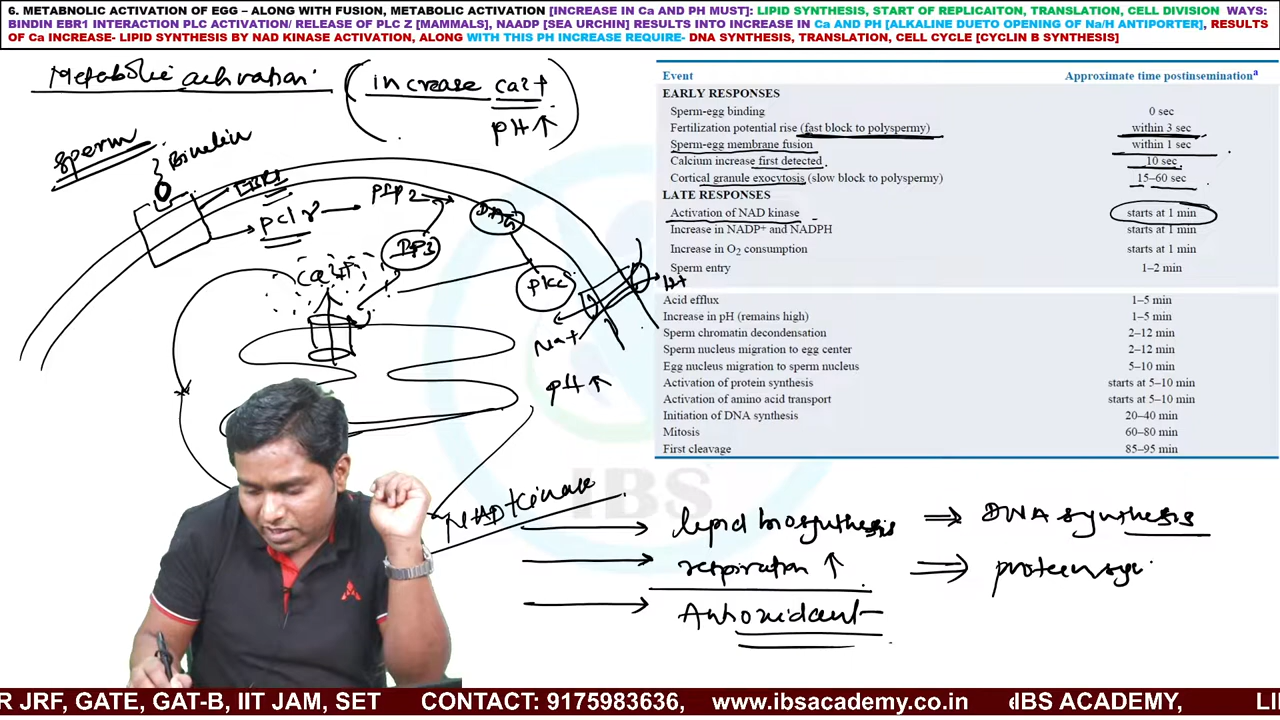 6. METABOLIC ACTIVATION OF EGG – ALONG WITH FUSION, METABOLIC ACTIVATION [INCREASE IN Ca AND PH MUST]: LIPID SYNTHESIS, START OF REPLICAITON, TRANSLATION, CELL DIVISION WAYS:
BINDIN EBR1 INTERACTION PLC ACTIVATION/ RELEASE OF PLC Z [MAMMALS], NAADP [SEA URCHIN] RESULTS INTO INCREASE IN Ca AND PH [ALKALINE DUETO OPENING OF Na/H ANTIPORTER], RESULTS
OF Ca INCREASE- LIPID SYNTHESIS BY NAD KINASE ACTIVATION, ALONG WITH THIS PH INCREASE REQUIRE- DNA SYNTHESIS, TRANSLATION, CELL CYCLE [CYCLIN B SYNTHESIS]
Metabolic activation.
increase Ca2+
PH ↑
sperm
Bindin
EBR1
PIP2
DAG
IP3
Ca2+↑
PKC
H+
Na+
PH ↑
Event Approximate time postinsemination a
EARLY RESPONSES
Sperm-egg binding 0 sec
Fertilization potential rise (fast block to polyspermy) within 3 sec
Sperm-egg membrane fusion within 1 sec
Calcium increase first detected 10 sec
Cortical granule exocytosis (slow block to polyspermy) 15–60 sec
LATE RESPONSES
Activation of NAD kinase starts at 1 min
Increase in NADP+ and NADPH starts at 1 min
Increase in O2 consumption starts at 1 min
Sperm entry 1–2 min
Acid efflux 1–5 min
Increase in pH (remains high) 1–5 min
Sperm chromatin decondensation 2–12 min
Sperm nucleus migration to egg center 2–12 min
Egg nucleus migration to sperm nucleus 5–10 min
Activation of protein synthesis starts at 5–10 min
Activation of amino acid transport starts at 5–10 min
Initiation of DNA synthesis 20–40 min
Mitosis 60–80 min
First cleavage 85–95 min
IBS
lipid biosynthesis ⇒ DNA synthesis
respiration ↑ ⇒
R JRF, GATE, GAT-B, IIT JAM, SET CONTACT: 9175983636, www.ibsacademy.co.in IBS ACADEMY, LI